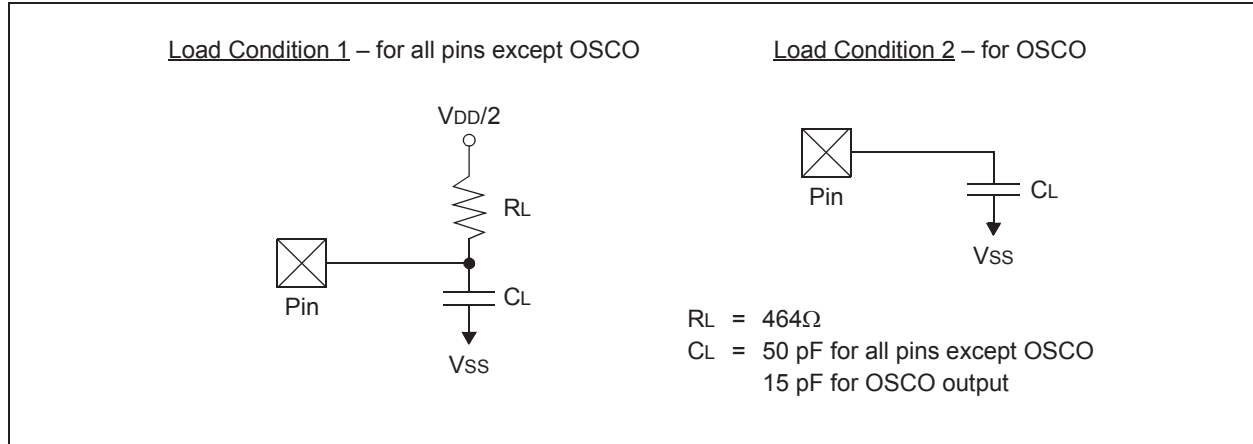 Load Condition 1 – for all pins except OSCO
VDD/2
RL
Pin
CL
VSS
Load Condition 2 – for OSCO
Pin
CL
VSS
RL = 464Ω
CL = 50 pF for all pins except OSCO
15 pF for OSCO output